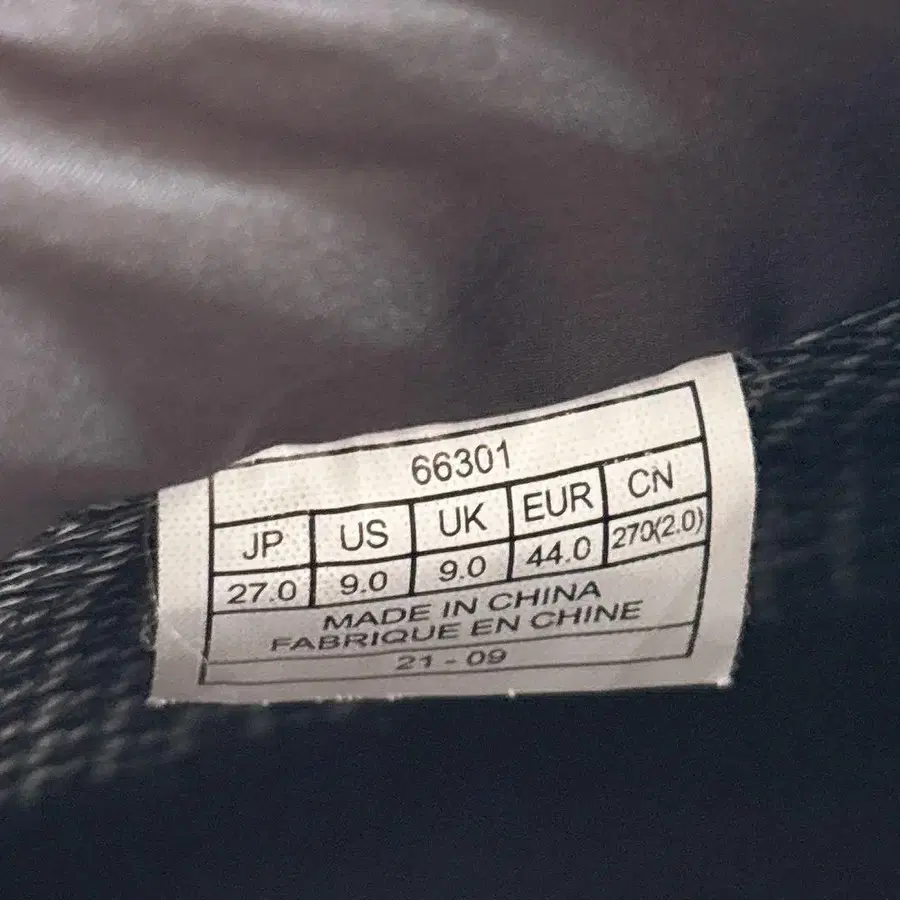 66301
JP US UK EUR CN
27.0 9.0 9.0 44.0 270(2.0)
MADE IN CHINA
FABRIQUE EN CHINE
21 - 09